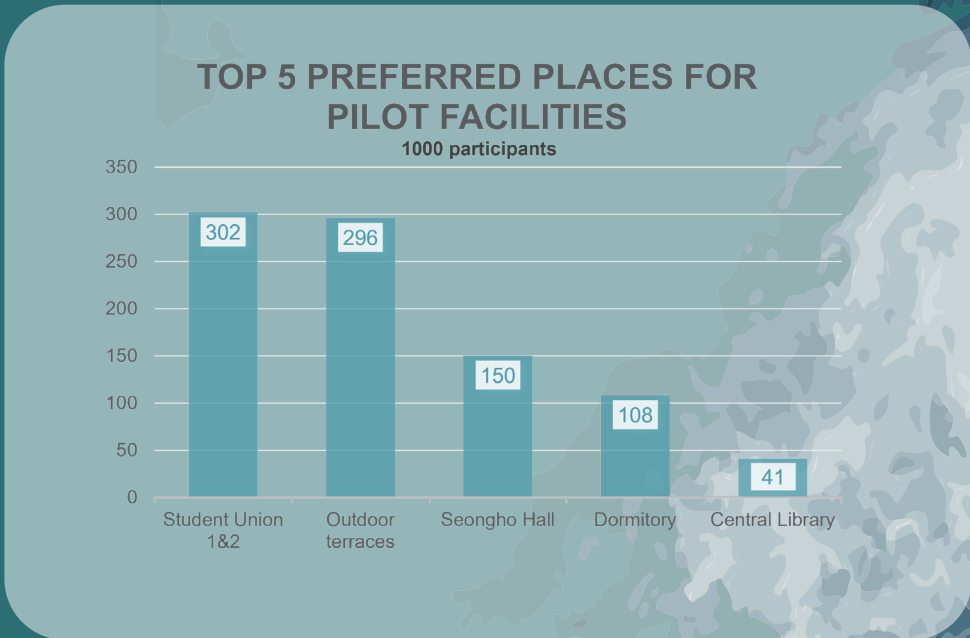 TOP 5 PREFERRED PLACES FOR
PILOT FACILITIES
1000 participants
350
300
250
200
150
100
50
0
302
296
150
108
41
Student Union
1&2
Outdoor
terraces
Seongho Hall
Dormitory
Central Library